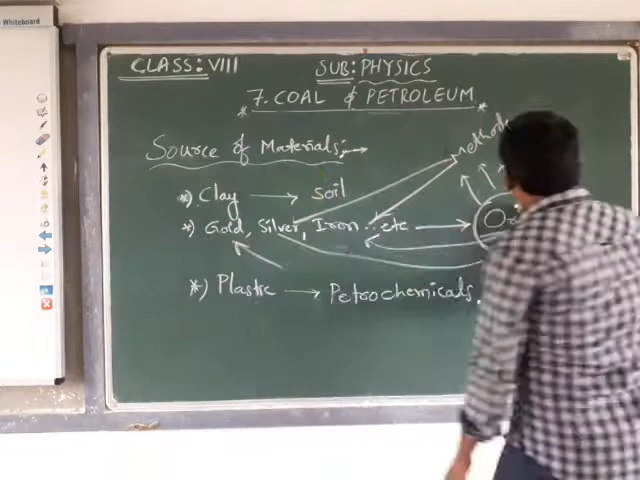 Whiteboard
CLASS: VIII
SUB: PHYSICS
* 7. COAL & PETROLEUM *
Source of Materials:→
methods
*) Clay → Soil
*) Gold, Silver, Iron...etc →
*) Plastic → Petrochemicals.